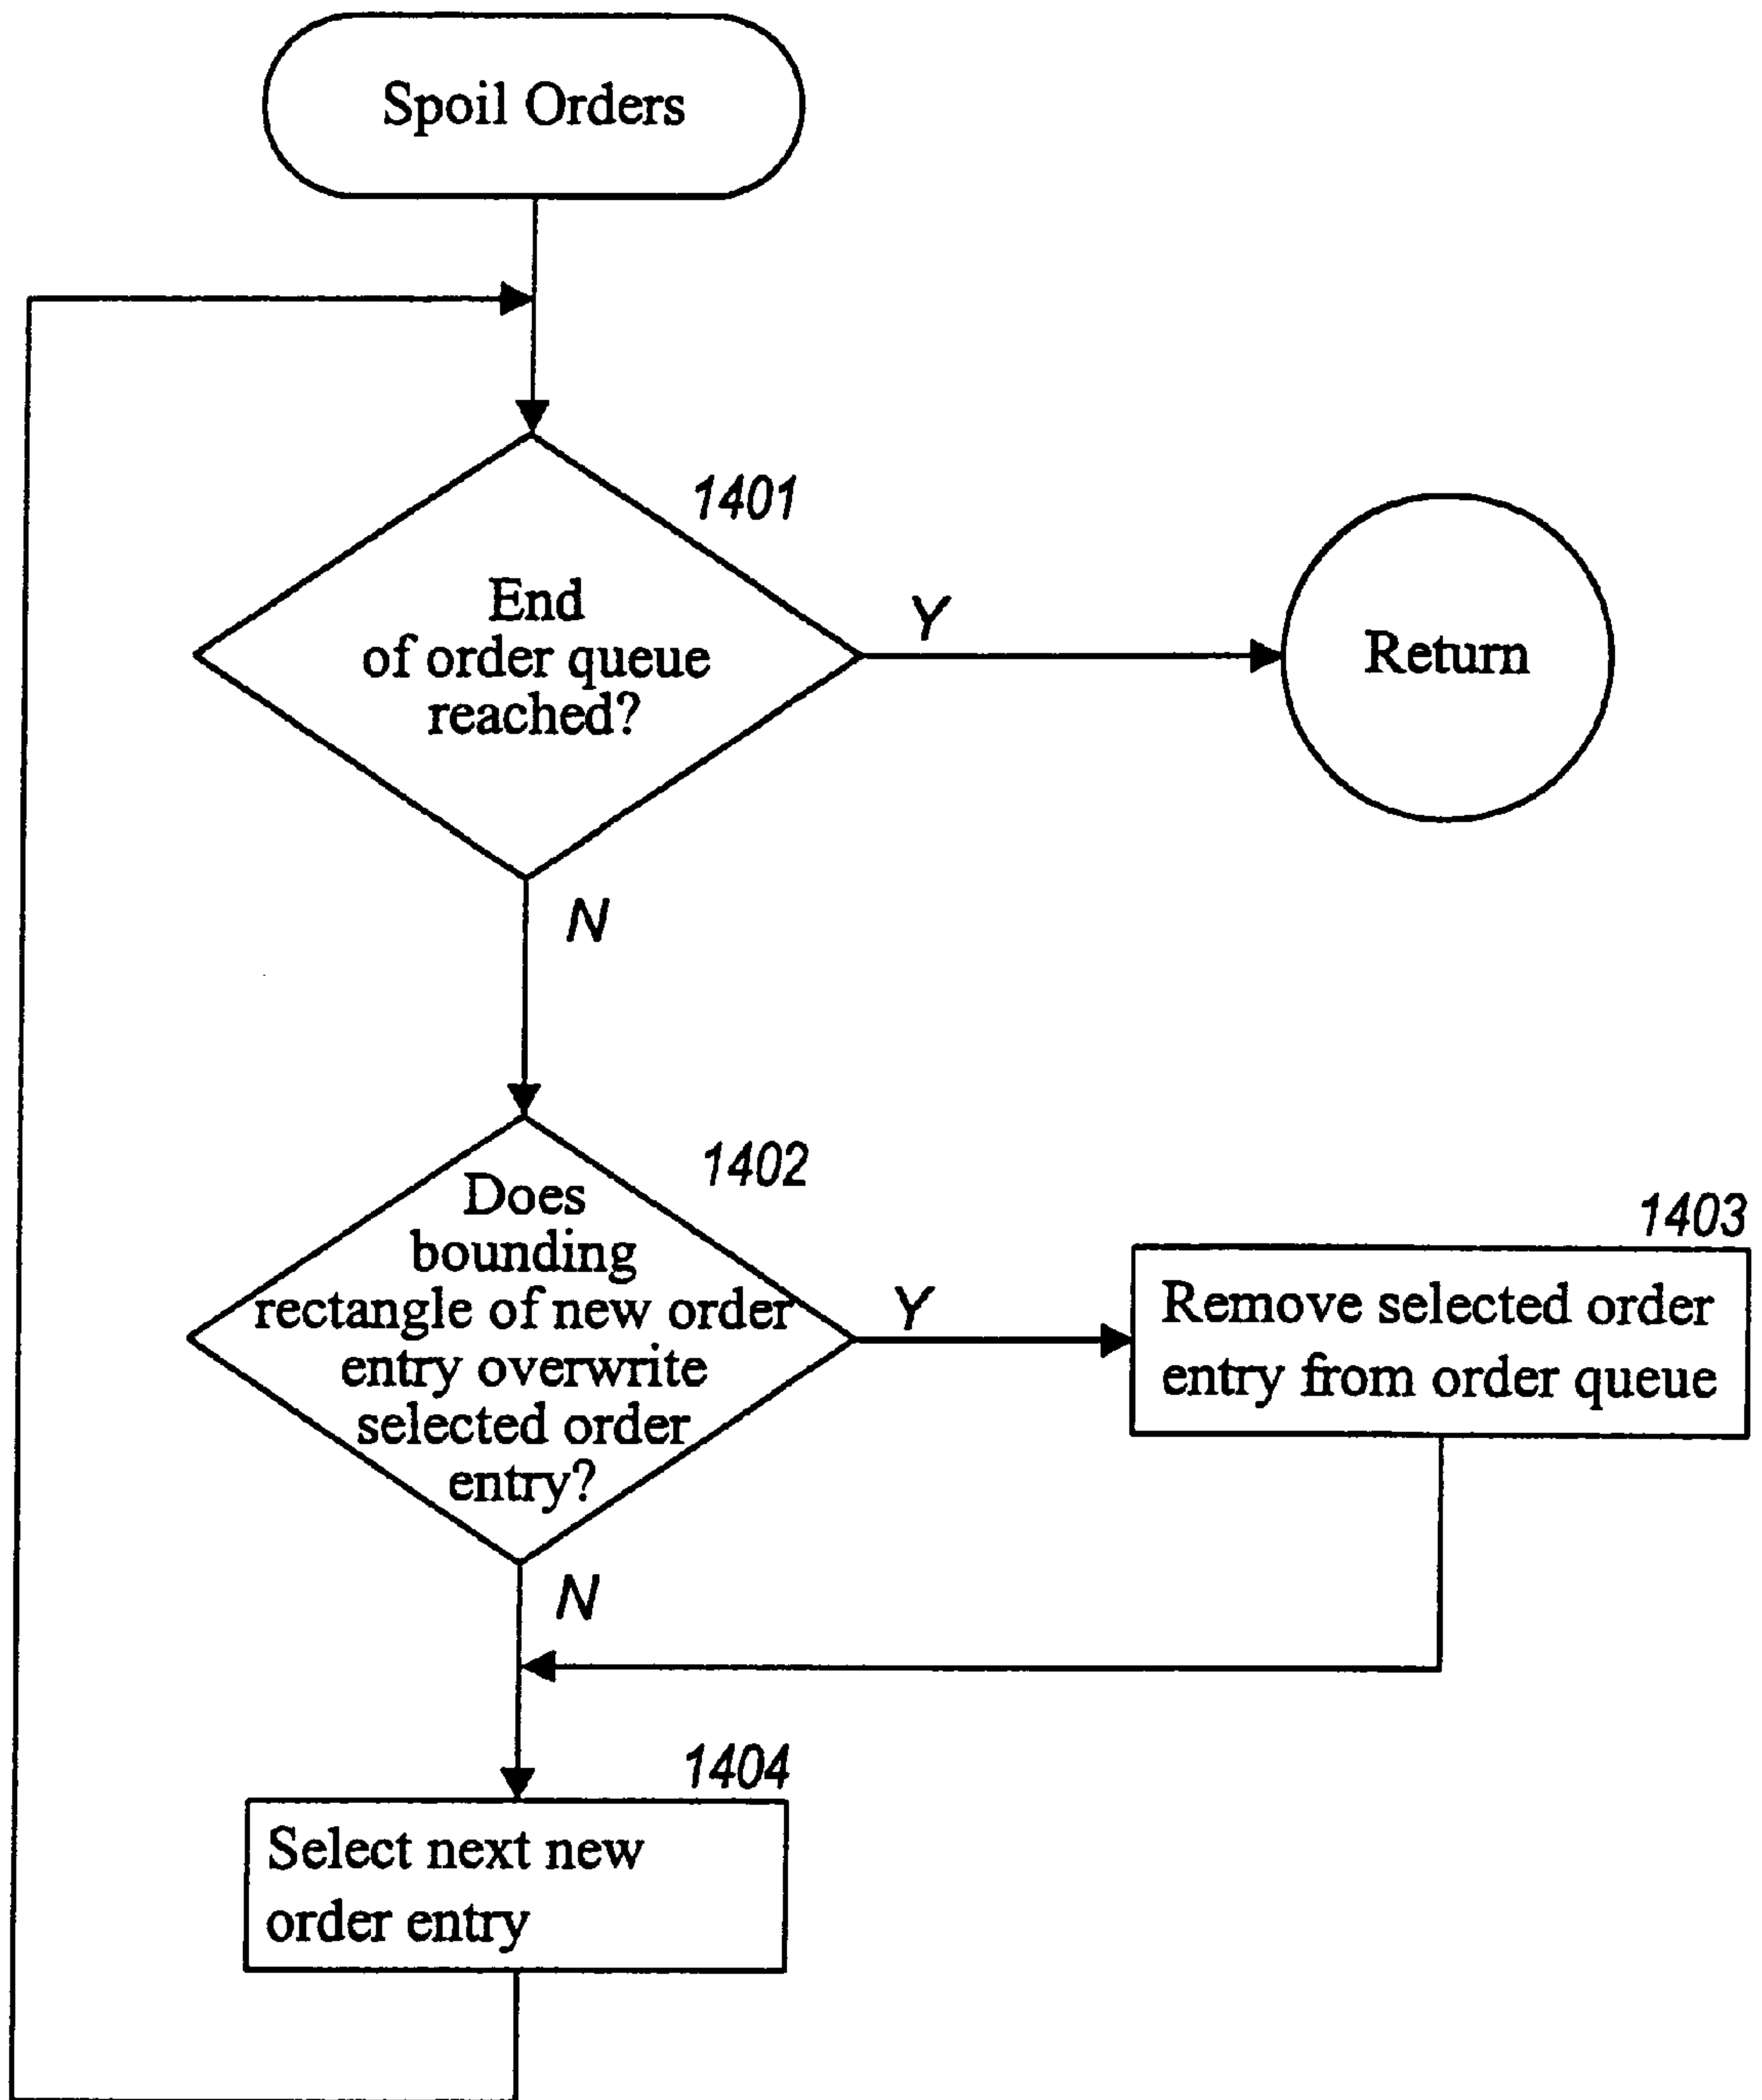 Spoil Orders
1401
End
of order queue
reached?
Y
Return
N
1402
Does
bounding
rectangle of new order
entry overwrite
selected order
entry?
Y
1403
Remove selected order
entry from order queue
N
1404
Select next new
order entry